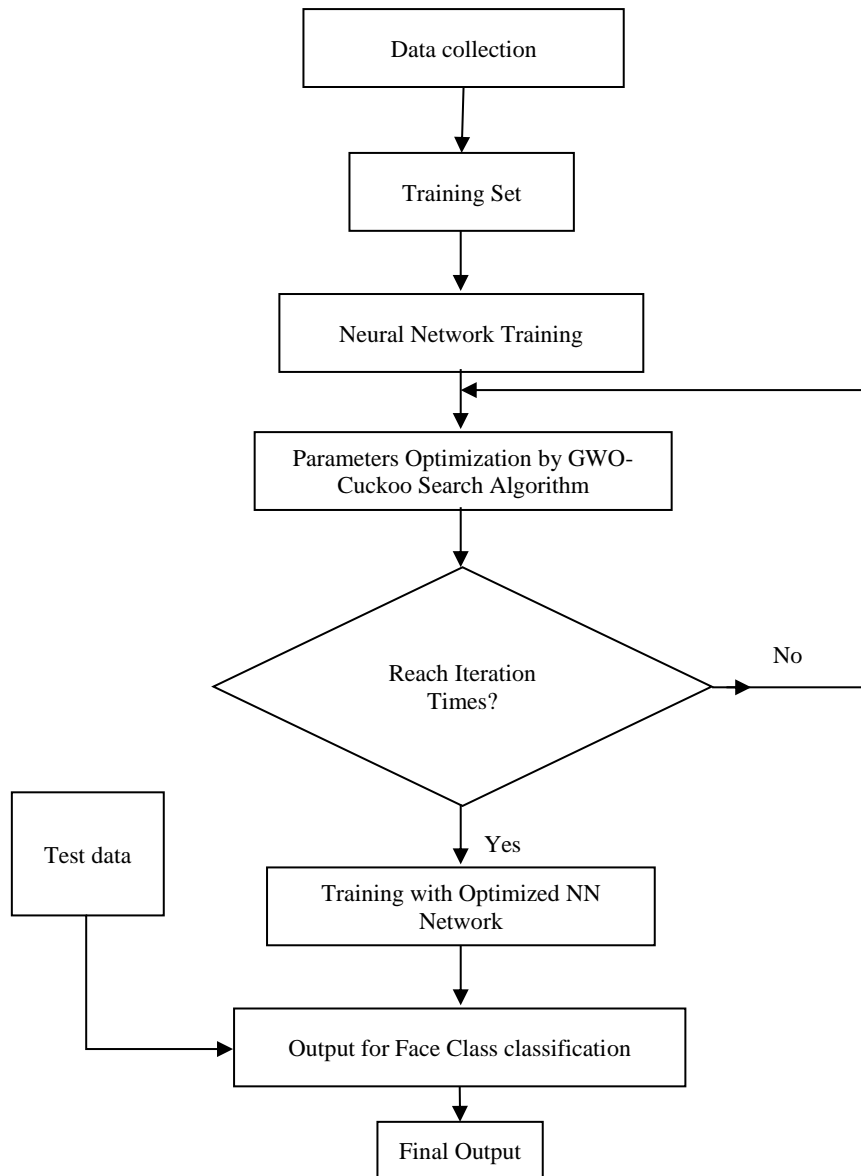 Data collection
Training Set
Neural Network Training
Parameters Optimization by GWO-
Cuckoo Search Algorithm
Reach Iteration
Times?
No
Yes
Test data
Training with Optimized NN
Network
Output for Face Class classification
Final Output